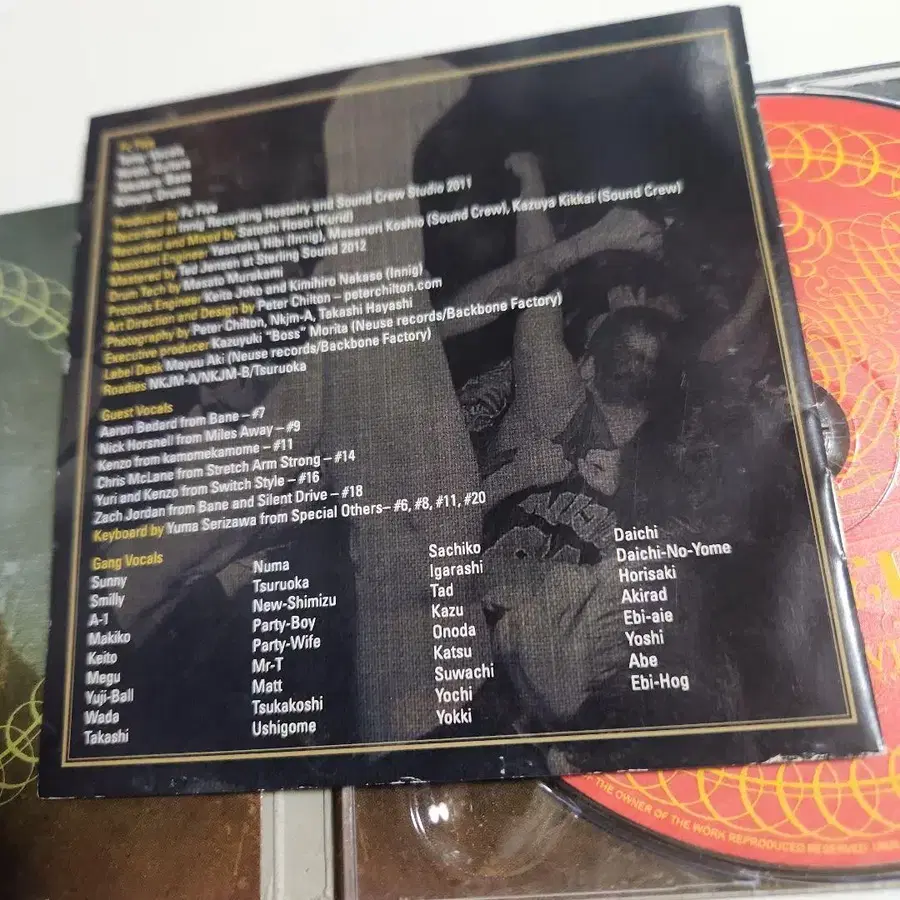 Pc Five
Produced by Pc Five
Recorded at Innig Recording Hostelry and Sound Crew Studio 2011
Recorded and Mixed by Satoshi Hosoi (Kurid)
Assistant Engineer Yasutaka Hibi (Innig), Masanori Koshio (Sound Crew), Kazuya Kikkai (Sound Crew)
Mastered by Ted Jensen at Sterling Sound 2012
Drum Tech by Masato Murakami
Protools Engineer Keita Joko and Kimihiro Nakase (Innig)
Art Direction and Design by Peter Chilton – peterchilton.com
Photography by Peter Chilton, Nkjm-A, Takashi Hayashi
Executive producer Kazuyuki "Boss" Morita (Neuse records/Backbone Factory)
Label Desk Mayuu Aki (Neuse records/Backbone Factory)
Roadies NKJM-A/NKJM-B/Tsuruoka
Guest Vocals
Aaron Bedard from Bane – #7
Nick Horsnell from Miles Away – #9
Kenzo from kamomekamome – #11
Chris McLane from Stretch Arm Strong – #14
Yuri and Kenzo from Switch Style – #16
Zach Jordan from Bane and Silent Drive – #18
Keyboard by Yuma Serizawa from Special Others– #6, #8, #11, #20
Gang Vocals
Sunny
Smilly
A-1
Makiko
Keito
Megu
Yuji-Ball
Wada
Takashi
Numa
Tsuruoka
New-Shimizu
Party-Boy
Party-Wife
Mr-T
Matt
Tsukakoshi
Ushigome
Sachiko
Igarashi
Tad
Kazu
Onoda
Katsu
Suwachi
Yochi
Yokki
Daichi
Daichi-No-Yome
Horisaki
Akirad
Ebi-aie
Yoshi
Abe
Ebi-Hog
THE OWNER OF THE WORK REPRODUCED RESERVED.